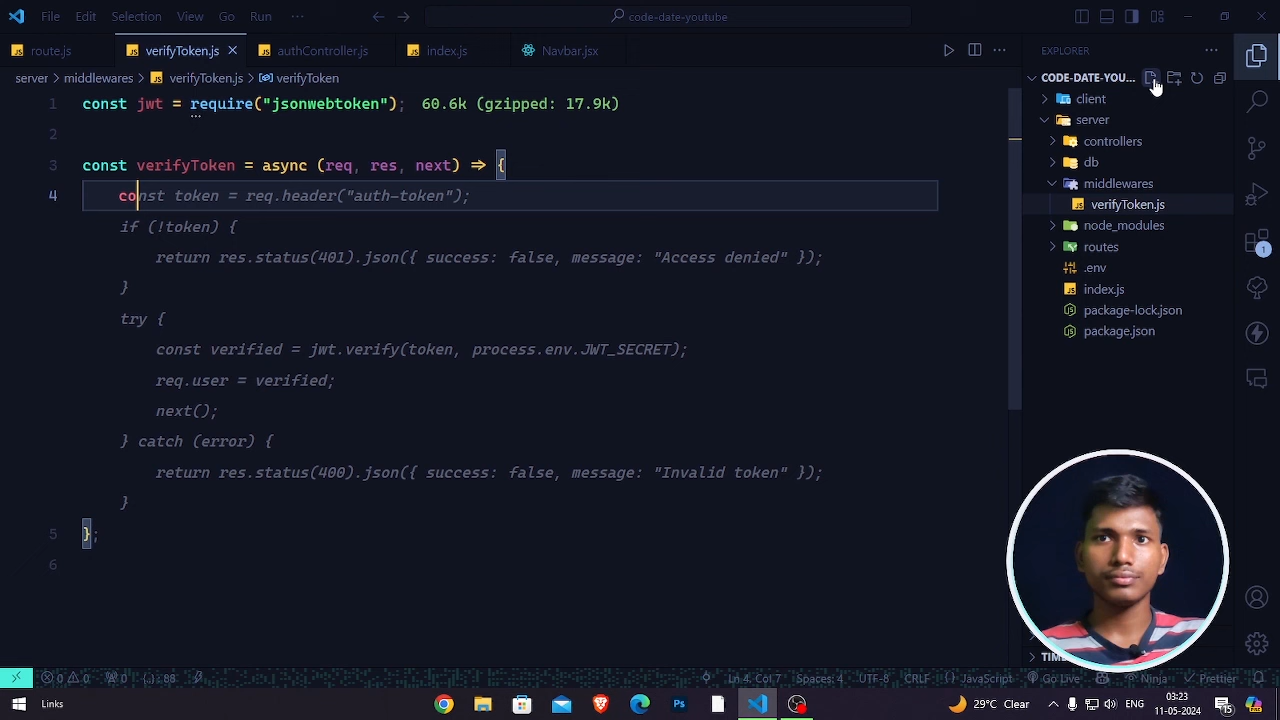 File Edit Selection View Go Run ···
code-date-youtube
route.js verifyToken.js authController.js index.js Navbar.jsx
server > middlewares > verifyToken.js > verifyToken
1 const jwt = require("jsonwebtoken"); 60.6k (gzipped: 17.9k)
2
3 const verifyToken = async (req, res, next) => {
4 const token = req.header("auth-token");
if (!token) {
return res.status(401).json({ success: false, message: "Access denied" });
}
try {
const verified = jwt.verify(token, process.env.JWT_SECRET);
req.user = verified;
next();
} catch (error) {
return res.status(400).json({ success: false, message: "Invalid token" });
}
5 };
6
EXPLORER
CODE-DATE-YOU...
client
server
controllers
db
middlewares
verifyToken.js
node_modules
routes
.env
index.js
package-lock.json
package.json
1
TIM
0 0 0 {..}: 88 Ln 4, Col 7 Spaces: 4 UTF-8 CRLF {} JavaScript Go Live Ninja Prettier
Links 29°C Clear ENG 03:23
11-05-2024